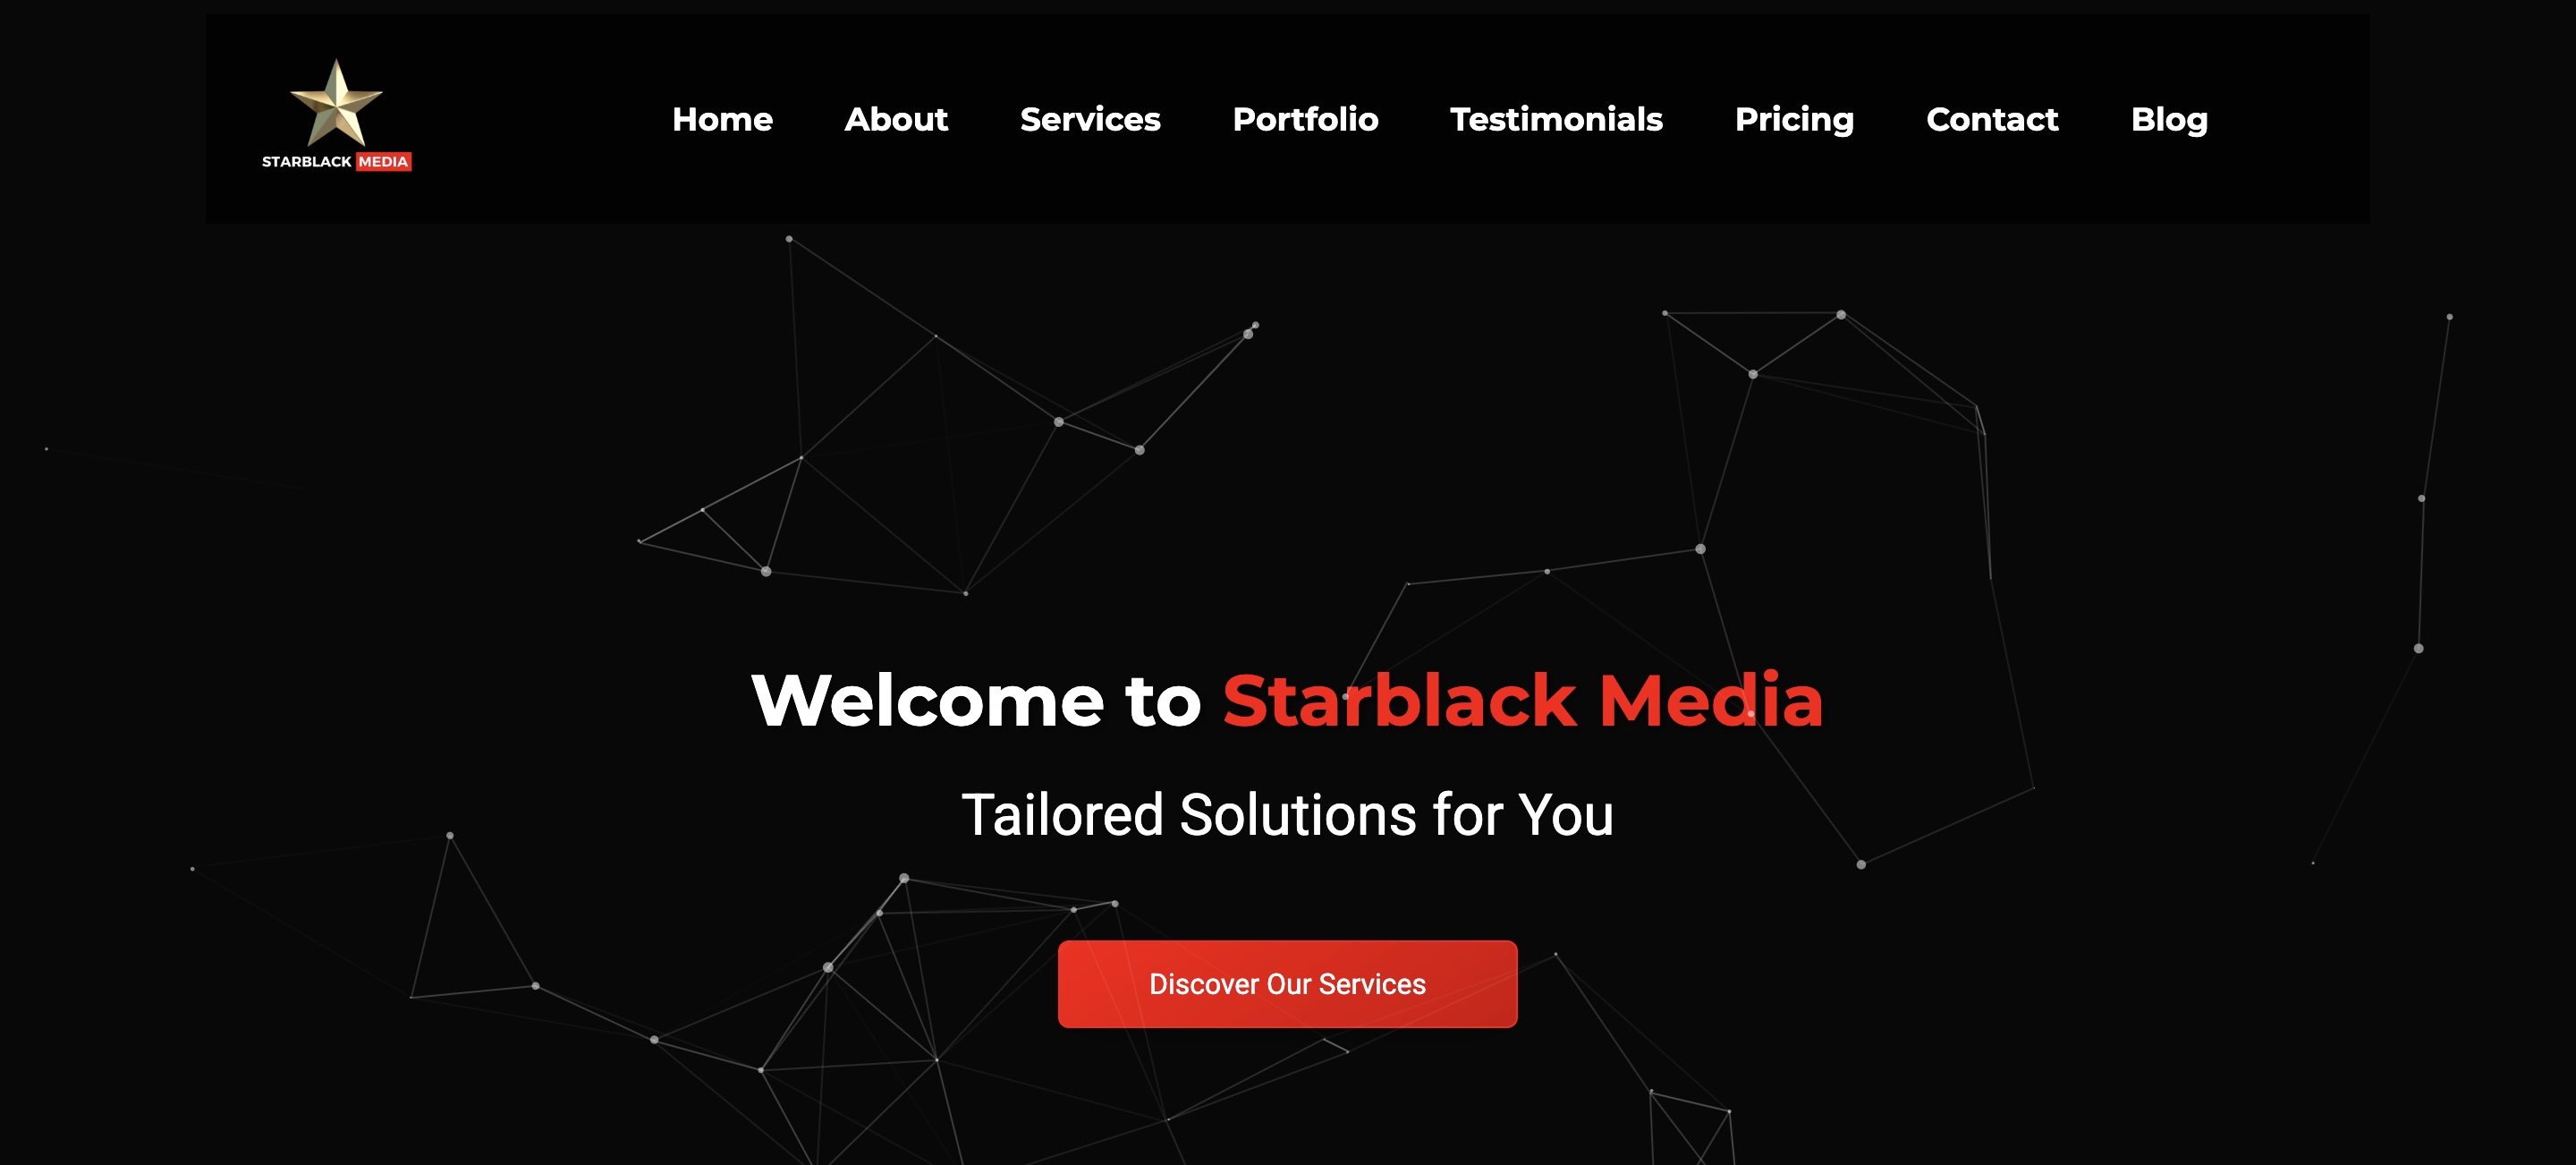 STARBLACK MEDIA
Home About Services Portfolio Testimonials Pricing Contact Blog
Welcome to Starblack Media
Tailored Solutions for You
Discover Our Services